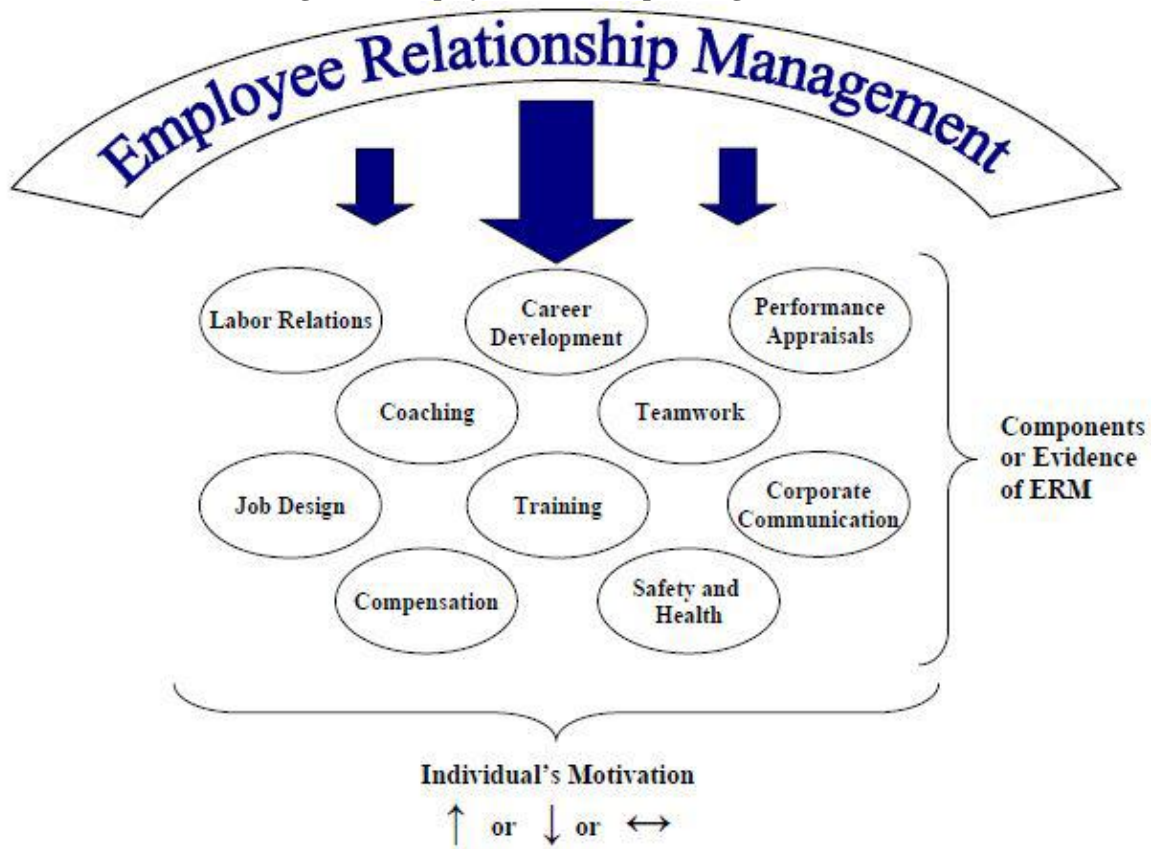 Employee Relationship Management
Labor Relations
Career
Development
Performance
Appraisals
Coaching
Teamwork
Job Design
Training
Corporate
Communication
Compensation
Safety and
Health
Components
or Evidence
of ERM
Individual's Motivation
↑ or ↓ or ↔